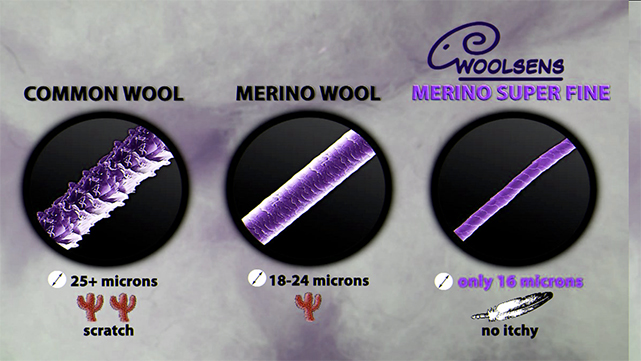 WOOLSENS
COMMON WOOL
MERINO WOOL
MERINO SUPER FINE
25+ microns
18-24 microns
only 16 microns
scratch
no itchy